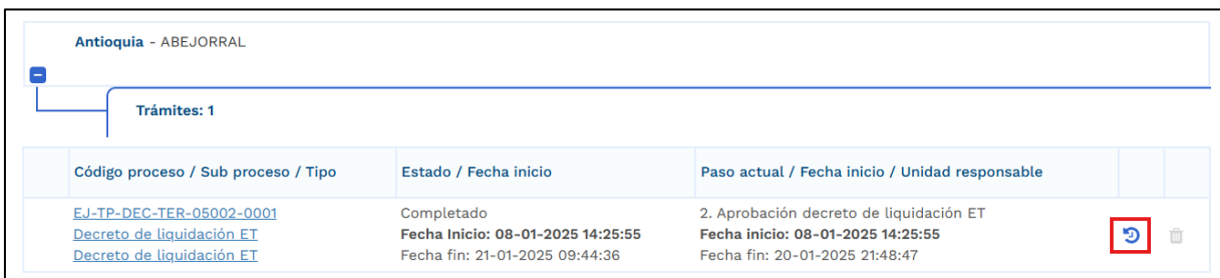 Antioquia - ABEJORRAL
Trámites: 1
Código proceso / Sub proceso / Tipo
Estado / Fecha inicio
Paso actual / Fecha inicio / Unidad responsable
EJ-TP-DEC-TER-05002-0001
Decreto de liquidación ET
Decreto de liquidación ET
Completado
Fecha Inicio: 08-01-2025 14:25:55
Fecha fin: 21-01-2025 09:44:36
2. Aprobación decreto de liquidación ET
Fecha inicio: 08-01-2025 14:25:55
Fecha fin: 20-01-2025 21:48:47